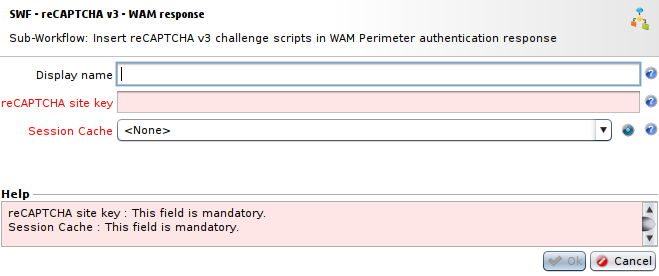 SWF - reCAPTCHA v3 - WAM response
Sub-Workflow: Insert reCAPTCHA v3 challenge scripts in WAM Perimeter authentication response
Display name
reCAPTCHA site key
Session Cache <None>
Help
reCAPTCHA site key : This field is mandatory.
Session Cache : This field is mandatory.
Ok Cancel